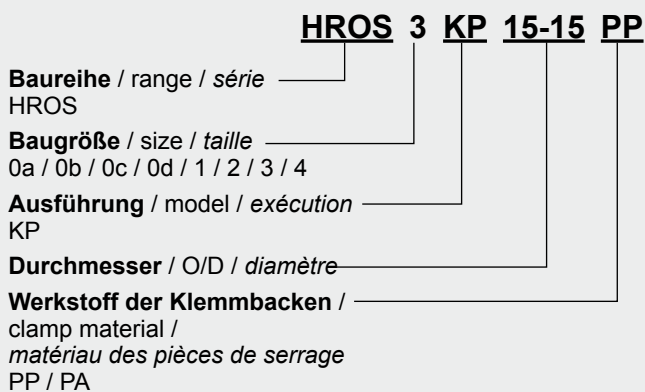 HROS 3 KP 15-15 PP
Baureihe / range / série
HROS
Baugröße / size / taille
0a / 0b / 0c / 0d / 1 / 2 / 3 / 4
Ausführung / model / exécution
KP
Durchmesser / O/D / diamètre
Werkstoff der Klemmbacken /
clamp material /
matériau des pièces de serrage
PP / PA